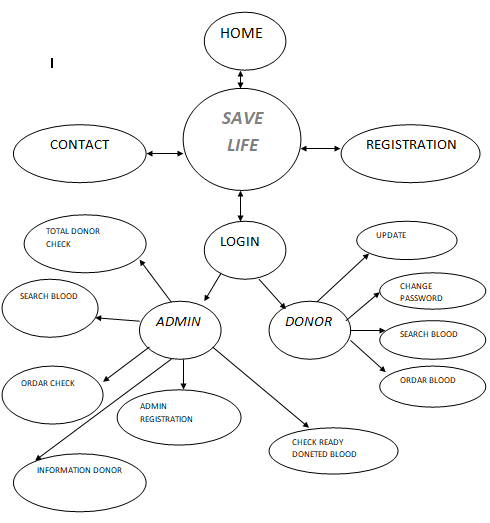 HOME
SAVE
LIFE
CONTACT
REGISTRATION
LOGIN
TOTAL DONOR
CHECK
UPDATE
SEARCH BLOOD
CHANGE
PASSWORD
ADMIN
DONOR
SEARCH BLOOD
ORDAR CHECK
ORDAR BLOOD
ADMIN
REGISTRATION
CHECK READY
DONETED BLOOD
INFORMATION DONOR